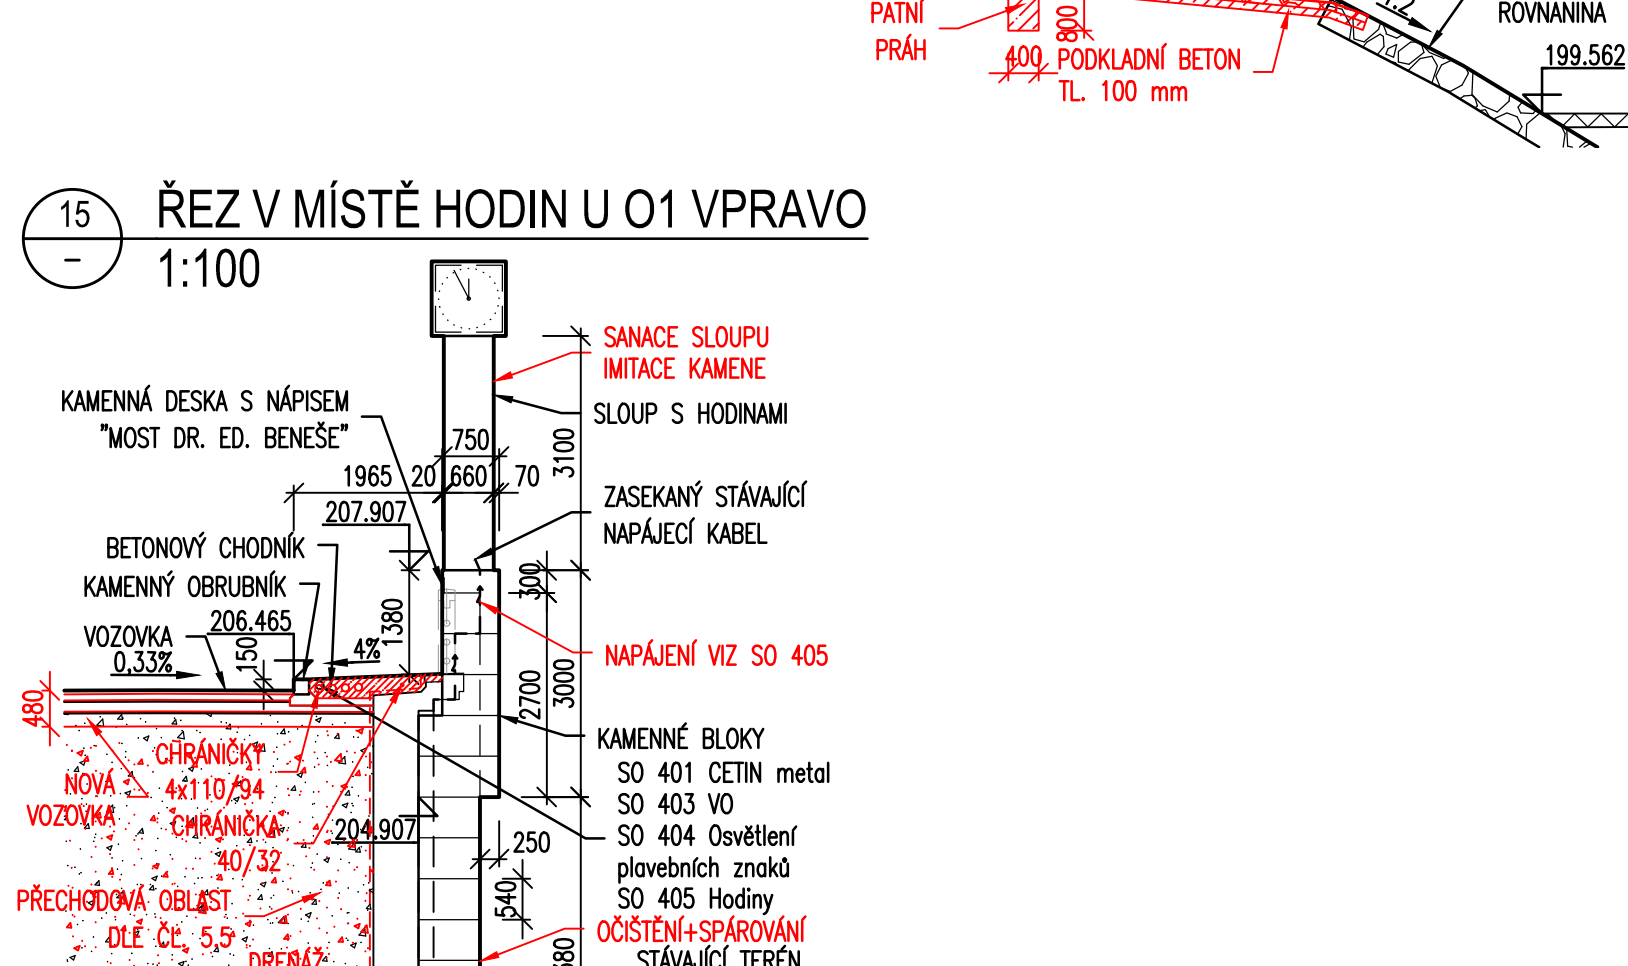 PATNÍ
PRÁH
800
400
PODKLADNÍ BETON
TL. 100 mm
ROVNANINA
199.562
15
–
ŘEZ V MÍSTĚ HODIN U O1 VPRAVO
1:100
SANACE SLOUPU
IMITACE KAMENE
KAMENNÁ DESKA S NÁPISEM
"MOST DR. ED. BENEŠE"
SLOUP S HODINAMI
750
3100
1965 20 660 70
207.907
ZASEKANÝ STÁVAJÍCÍ
NAPÁJECÍ KABEL
BETONOVÝ CHODNÍK
KAMENNÝ OBRUBNÍK
300
206.465
1380
VOZOVKA
0,33%
150
4%
NAPÁJENÍ VIZ SO 405
480
2700
3000
KAMENNÉ BLOKY
SO 401 CETIN metal
SO 403 VO
SO 404 Osvětlení
plavebních znaků
SO 405 Hodiny
CHRÁNIČKY
4x110/94
NOVÁ
VOZOVKA
CHRÁNIČKA
40/32
204.907
250
540
PŘECHODOVÁ OBLAST
DLE ČL. 5.5
DRENÁŽ
OČIŠTĚNÍ+SPÁROVÁNÍ
STÁVAJÍCÍ TERÉN